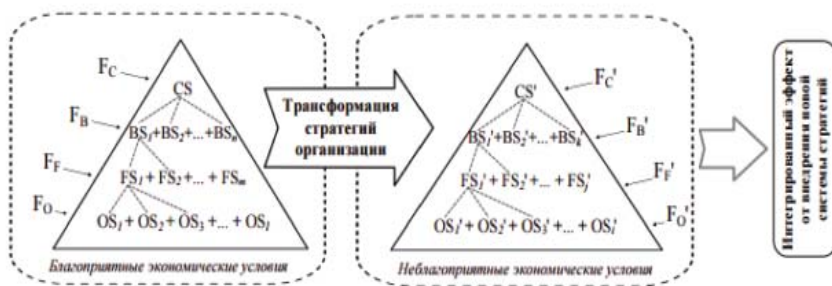 F_C
CS
F_B
BS_1+BS_2+...+BS_n
F_F
FS_1 + FS_2 +...+ FS_m
F_O
OS_1 + OS_2 + OS_3 +...+ OS_l
Благоприятные экономические условия
Трансформация
стратегий
организации
F_C'
CS'
F_B'
BS_1'+BS_2'+...+BS_k'
F_F'
FS_1' + FS_2' +...+ FS_j'
F_O'
OS_1' + OS_2' + OS_3' +...+ OS_i'
Неблагоприятные экономические условия
Интегрированный эффект
от внедрения новой
системы стратегий